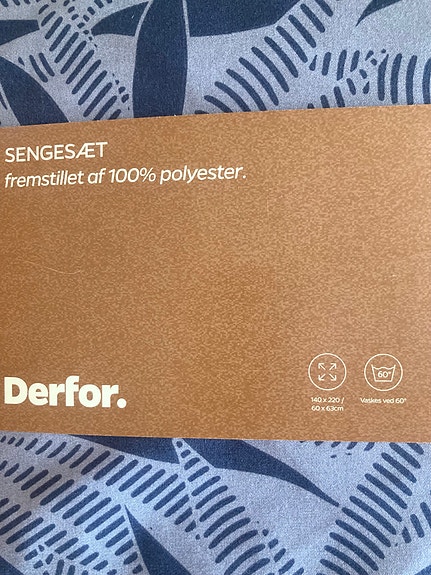 SENGESÆT
fremstillet af 100% polyester.
Derfor.
60°
140 x 220 /
60 x 63cm
Vaskes ved 60°